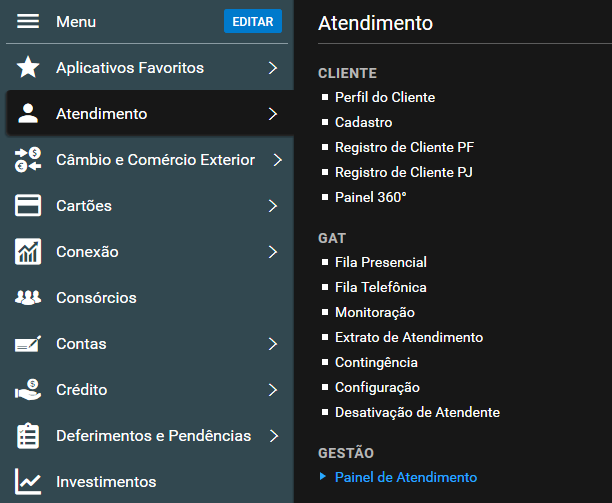 Menu
EDITAR
Aplicativos Favoritos
Atendimento
Câmbio e Comércio Exterior
Cartões
Conexão
Consórcios
Contas
Crédito
Deferimentos e Pendências
Investimentos
Atendimento
CLIENTE
Perfil do Cliente
Cadastro
Registro de Cliente PF
Registro de Cliente PJ
Painel 360°
GAT
Fila Presencial
Fila Telefônica
Monitoração
Extrato de Atendimento
Contingência
Configuração
Desativação de Atendente
GESTÃO
Painel de Atendimento